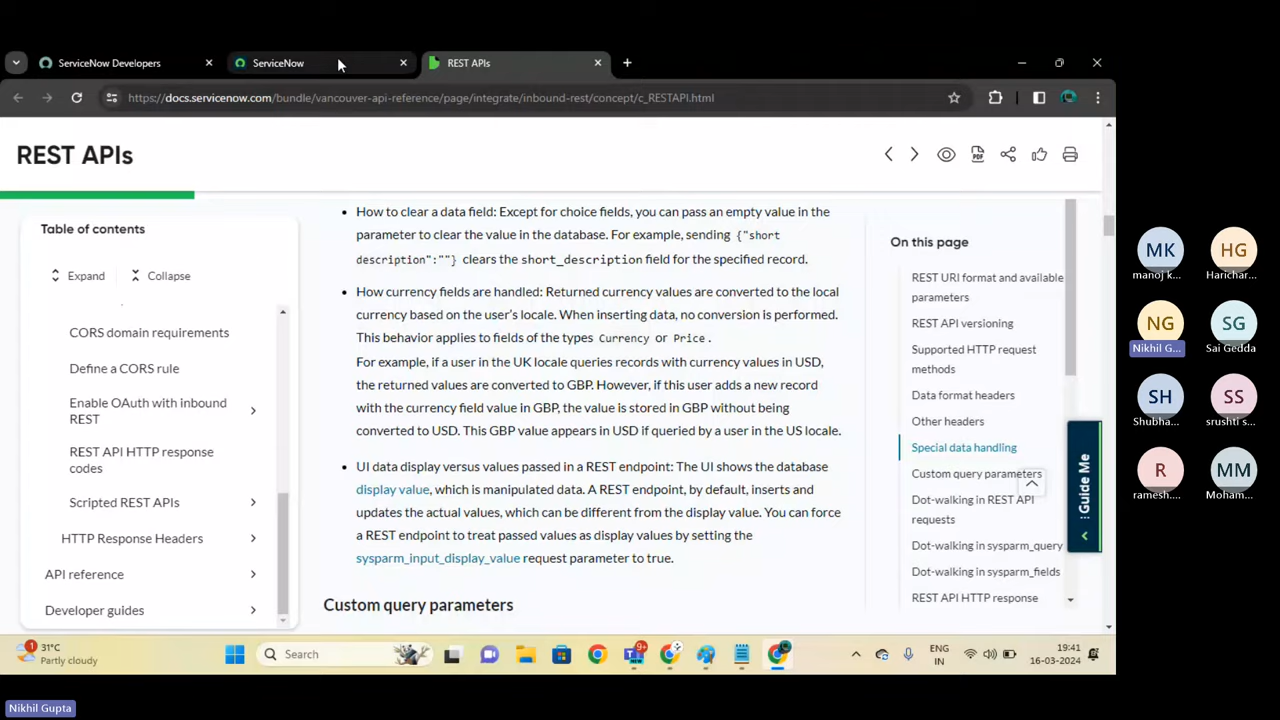 ServiceNow Developers
ServiceNow
REST APIs
https://docs.servicenow.com/bundle/vancouver-api-reference/page/integrate/inbound-rest/concept/c_RESTAPI.html
REST APIs
PDF
Table of contents
Expand
Collapse
CORS domain requirements
Define a CORS rule
Enable OAuth with inbound
REST
REST API HTTP response
codes
Scripted REST APIs
HTTP Response Headers
API reference
Developer guides
• How to clear a data field: Except for choice fields, you can pass an empty value in the
parameter to clear the value in the database. For example, sending {"short
description":""} clears the short_description field for the specified record.
• How currency fields are handled: Returned currency values are converted to the local
currency based on the user's locale. When inserting data, no conversion is performed.
This behavior applies to fields of the types Currency or Price.
For example, if a user in the UK locale queries records with currency values in USD,
the returned values are converted to GBP. However, if this user adds a new record
with the currency field value in GBP, the value is stored in GBP without being
converted to USD. This GBP value appears in USD if queried by a user in the US locale.
• UI data display versus values passed in a REST endpoint: The UI shows the database
display value, which is manipulated data. A REST endpoint, by default, inserts and
updates the actual values, which can be different from the display value. You can force
a REST endpoint to treat passed values as display values by setting the
sysparm_input_display_value request parameter to true.
Custom query parameters
On this page
REST URI format and available
parameters
REST API versioning
Supported HTTP request
methods
Data format headers
Other headers
Special data handling
Custom query parameters
Dot-walking in REST API
requests
Dot-walking in sysparm_query
Dot-walking in sysparm_fields
REST API HTTP response
Guide Me
MK
manoj k...
HG
Harichar...
NG
Nikhil G...
SG
Sai Gedda
SH
Shubha...
SS
srushti s...
R
ramesh....
MM
Moham...
1
31°C
Partly cloudy
Search
9+
ENG
IN
19:41
16-03-2024
Nikhil Gupta